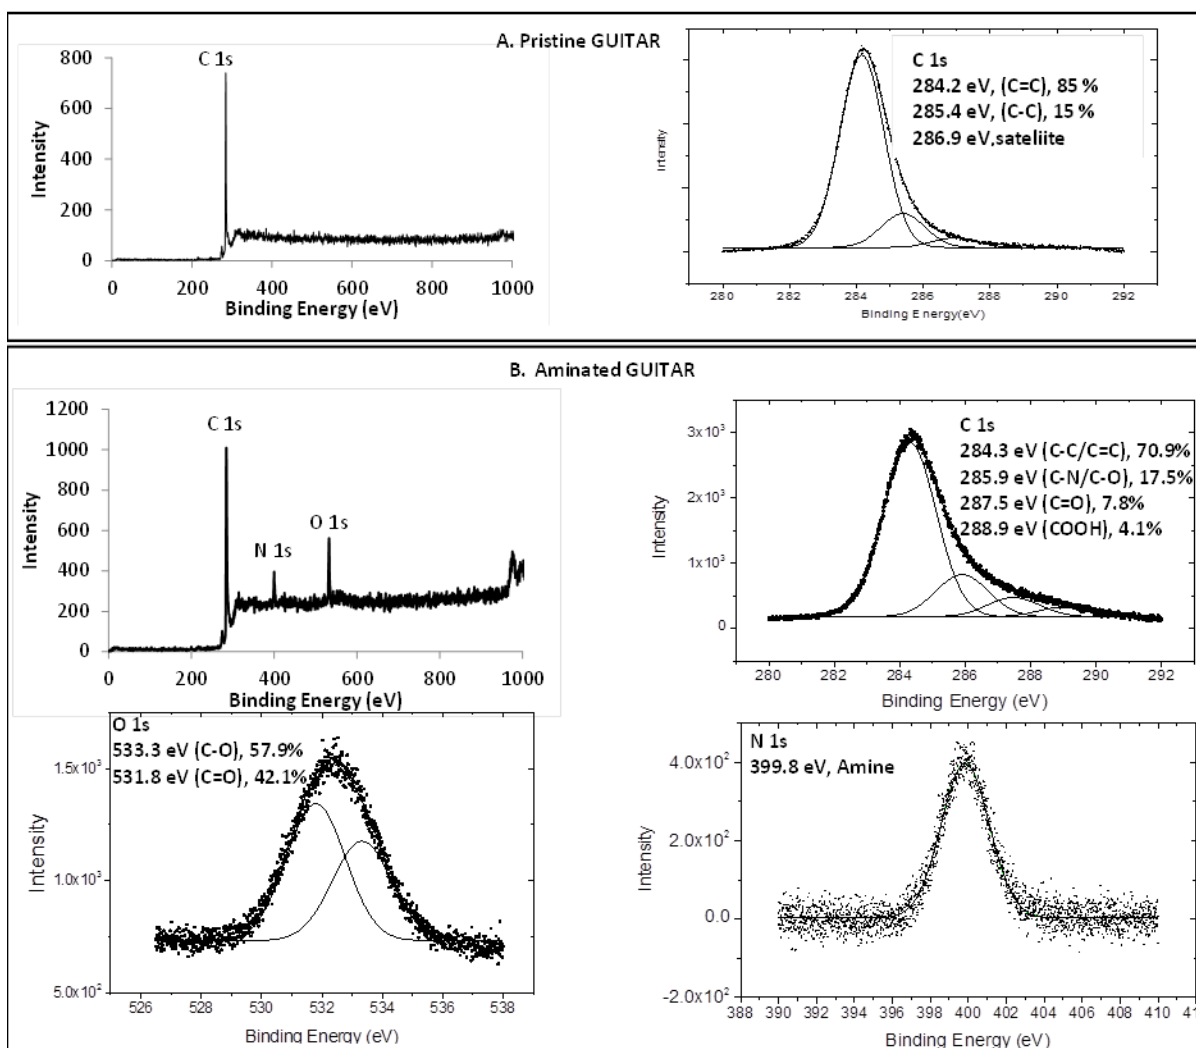 A. Pristine GUITAR
800
600
400
200
0
Intensity
C 1s
0 200 400 600 800 1000
Binding Energy (eV)
C 1s
284.2 eV, (C=C), 85 %
285.4 eV, (C-C), 15 %
286.9 eV,sateliite
Intensity
280 282 284 286 288 290 292
Binding Energy(eV)
B. Aminated GUITAR
1200
1000
800
600
400
200
0
Intensity
C 1s
N 1s
O 1s
0 200 400 600 800 1000
Binding Energy (eV)
C 1s
284.3 eV (C-C/C=C), 70.9%
285.9 eV (C-N/C-O), 17.5%
287.5 eV (C=O), 7.8%
288.9 eV (COOH), 4.1%
3x10³
2x10³
1x10³
0
Intensity
280 282 284 286 288 290 292
Binding Energy (eV)
O 1s
533.3 eV (C-O), 57.9%
531.8 eV (C=O), 42.1%
1.5x10³
1.0x10³
5.0x10²
Intensity
526 528 530 532 534 536 538
Binding Energy (eV)
N 1s
399.8 eV, Amine
4.0x10²
2.0x10²
0.0
-2.0x10²
Intensity
388 390 392 394 396 398 400 402 404 406 408 410 41
Binding Energy (eV)